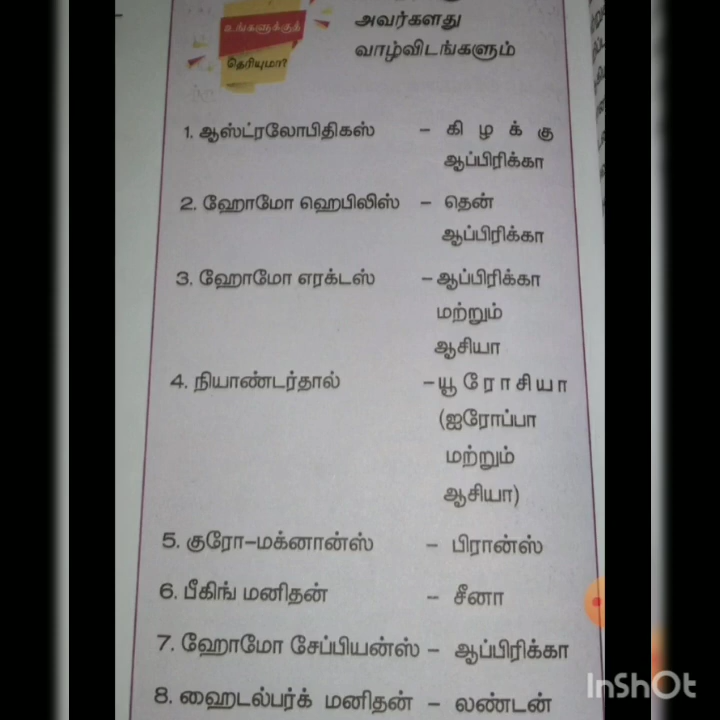 உங்களுக்குத்
தெரியுமா?
அவர்களது
வாழ்விடங்களும்
1. ஆஸ்ட்ரலோபிதிகஸ் – கிழக்கு
ஆப்பிரிக்கா
2. ஹோமோ ஹெபிலிஸ் – தென்
ஆப்பிரிக்கா
3. ஹோமோ எரக்டஸ் – ஆப்பிரிக்கா
மற்றும்
ஆசியா
4. நியாண்டர்தால் – யூரோசியா
(ஐரோப்பா
மற்றும்
ஆசியா)
5. குரோ–மக்னான்ஸ் – பிரான்ஸ்
6. பீகிங் மனிதன் – சீனா
7. ஹோமோ சேப்பியன்ஸ் – ஆப்பிரிக்கா
8. ஹைடல்பர்க் மனிதன் – லண்டன்
InShOt